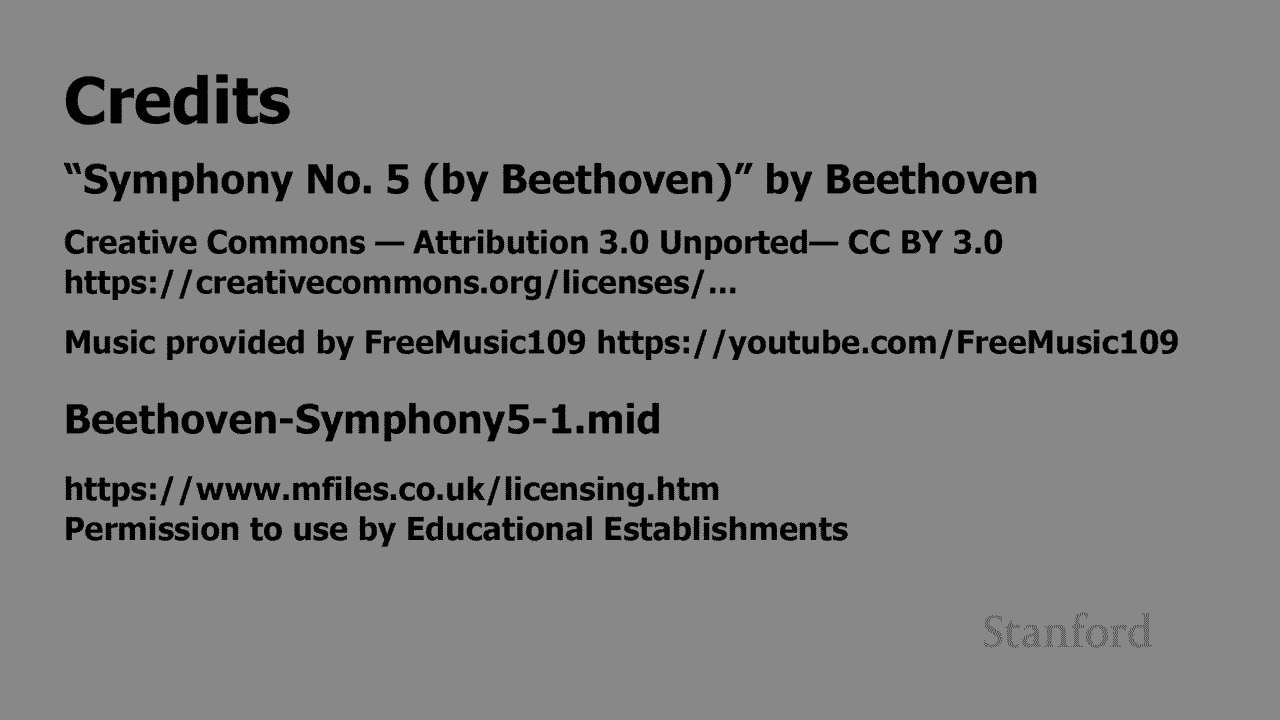 Credits
“Symphony No. 5 (by Beethoven)” by Beethoven
Creative Commons — Attribution 3.0 Unported— CC BY 3.0
https://creativecommons.org/licenses/...
Music provided by FreeMusic109 https://youtube.com/FreeMusic109
Beethoven-Symphony5-1.mid
https://www.mfiles.co.uk/licensing.htm
Permission to use by Educational Establishments
Stanford